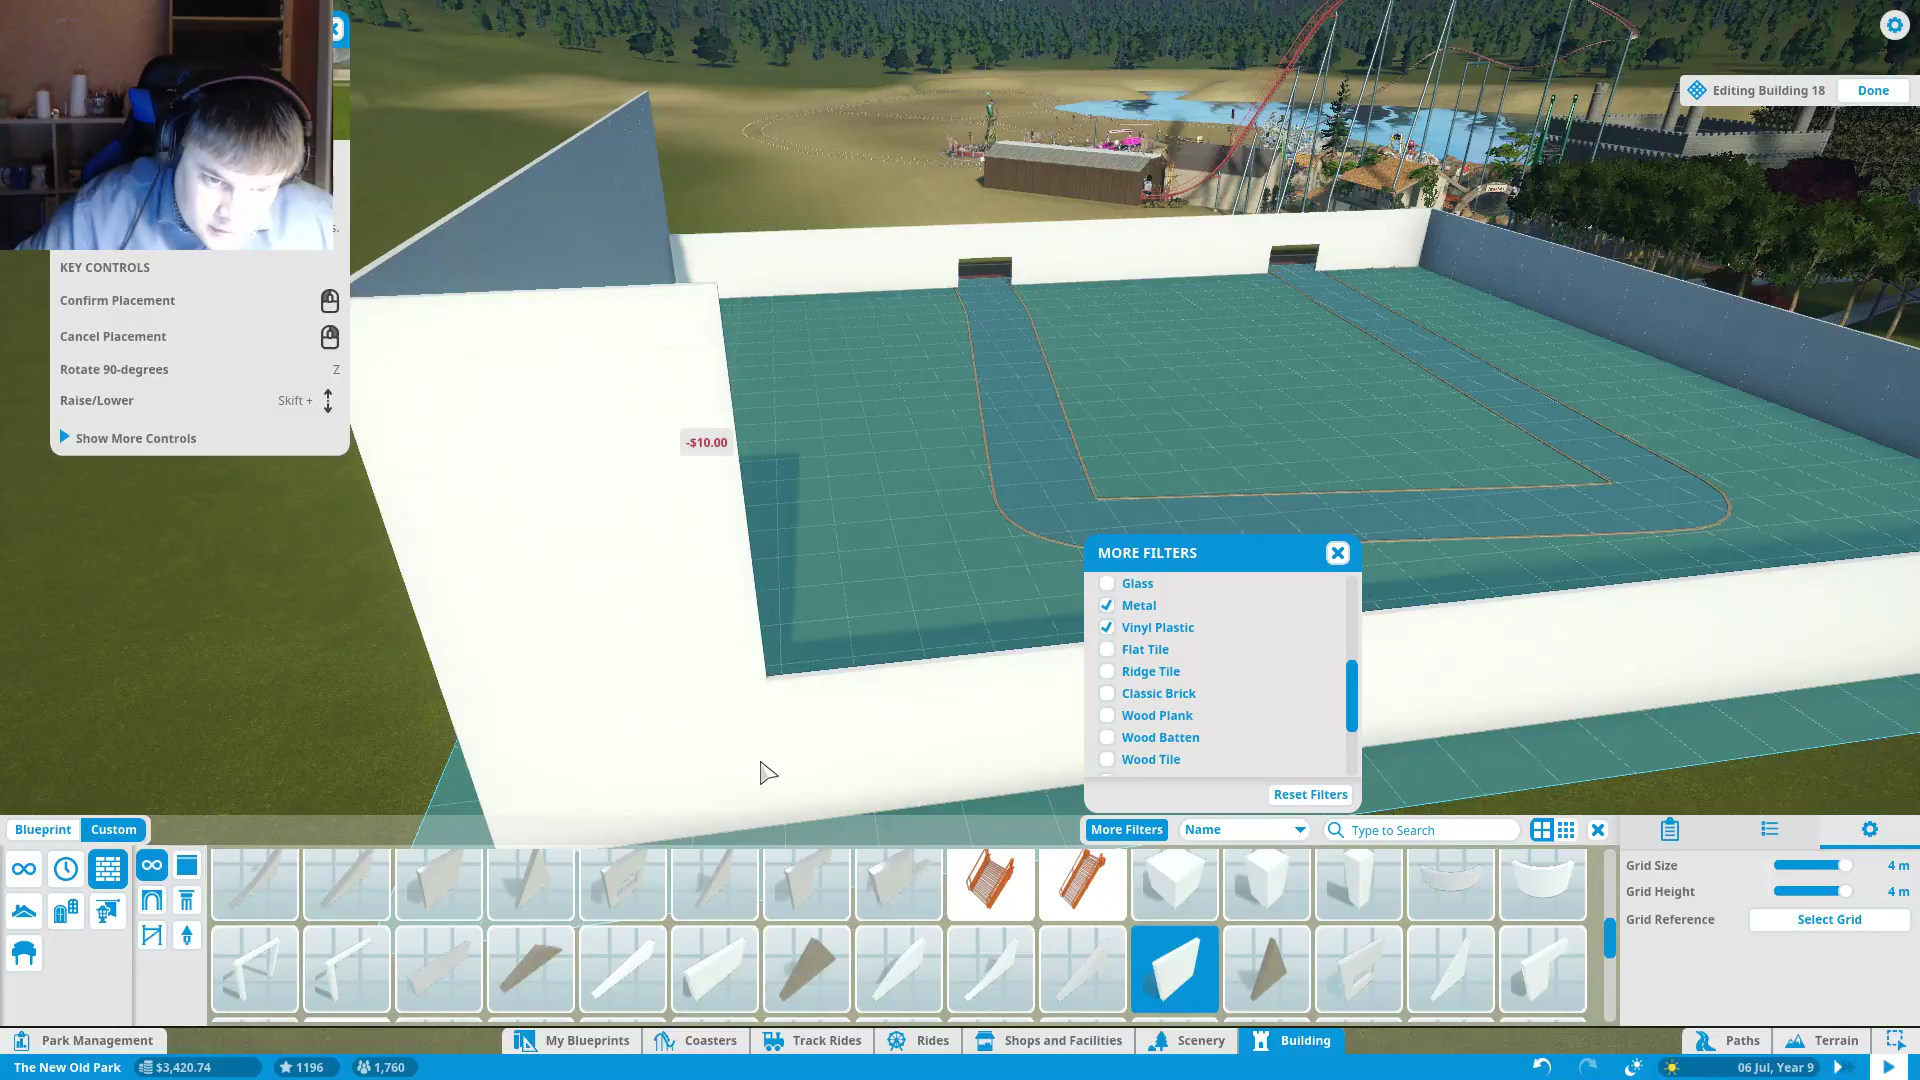 Editing Building 18 Done
KEY CONTROLS
Confirm Placement
Cancel Placement
Rotate 90-degrees Z
Raise/Lower Skift +
Show More Controls
-$10.00
MORE FILTERS
Glass
Metal
Vinyl Plastic
Flat Tile
Ridge Tile
Classic Brick
Wood Plank
Wood Batten
Wood Tile
Reset Filters
Blueprint Custom More Filters Name Type to Search
Grid Size 4 m
Grid Height 4 m
Grid Reference Select Grid
Park Management My Blueprints Coasters Track Rides Rides Shops and Facilities Scenery Building Paths Terrain
The New Old Park $3,420.74 1196 1,760 06 Jul, Year 9